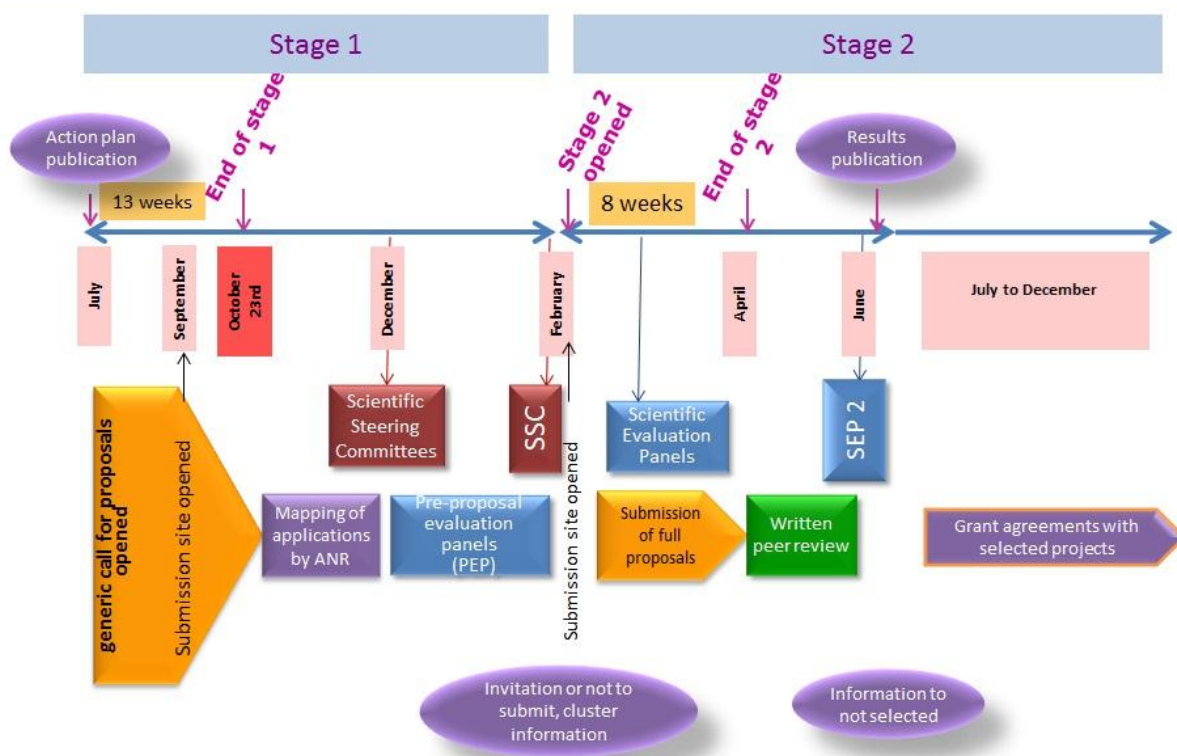 Stage 1
Stage 2
Action plan
publication
End of stage
1
Stage 2
opened
End of stage
2
Results
publication
13 weeks
8 weeks
July
September
October
23rd
December
February
April
June
July to December
generic call for proposals
opened
Submission site opened
Scientific
Steering
Committees
SSC
Submission site opened
Scientific
Evaluation
Panels
SEP 2
Mapping of
applications
by ANR
Pre-proposal
evaluation
panels
(PEP)
Submission
of full
proposals
Written
peer review
Grant agreements with
selected projects
Invitation or not to
submit, cluster
information
Information to
not selected